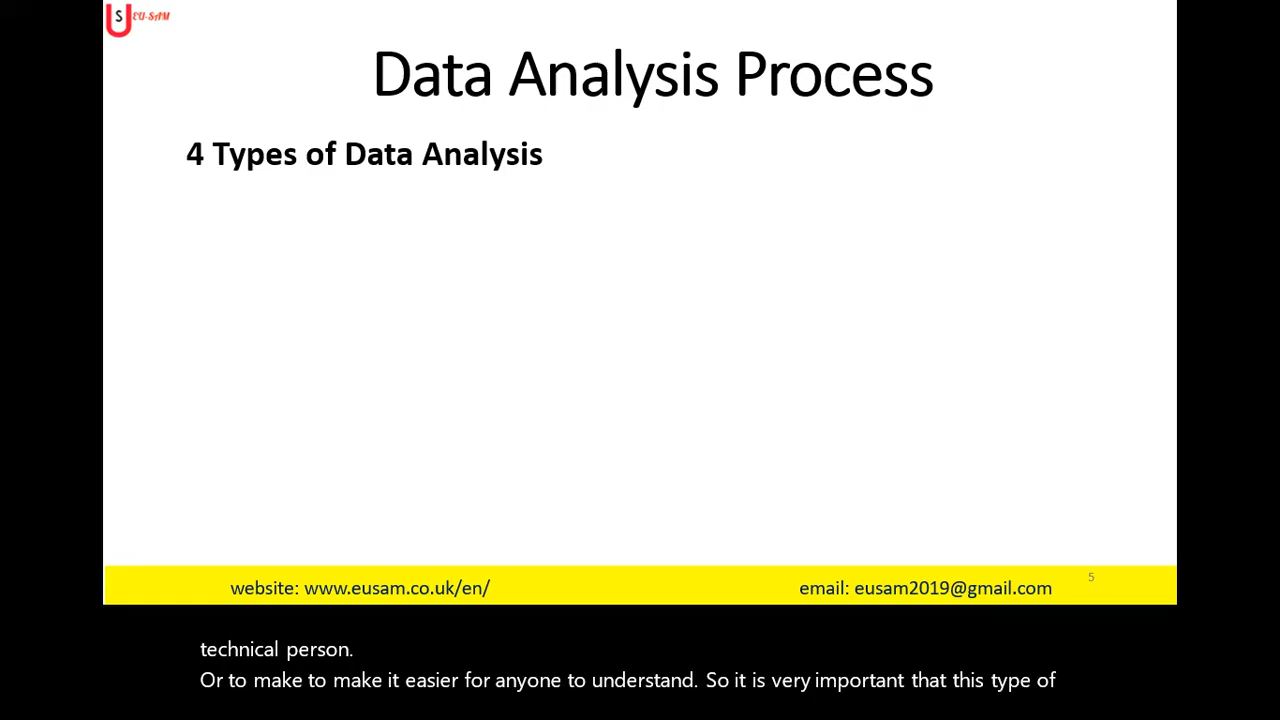 S EU-SAM
Data Analysis Process
4 Types of Data Analysis
website: www.eusam.co.uk/en/
email: eusam2019@gmail.com
5
technical person.
Or to make to make it easier for anyone to understand. So it is very important that this type of